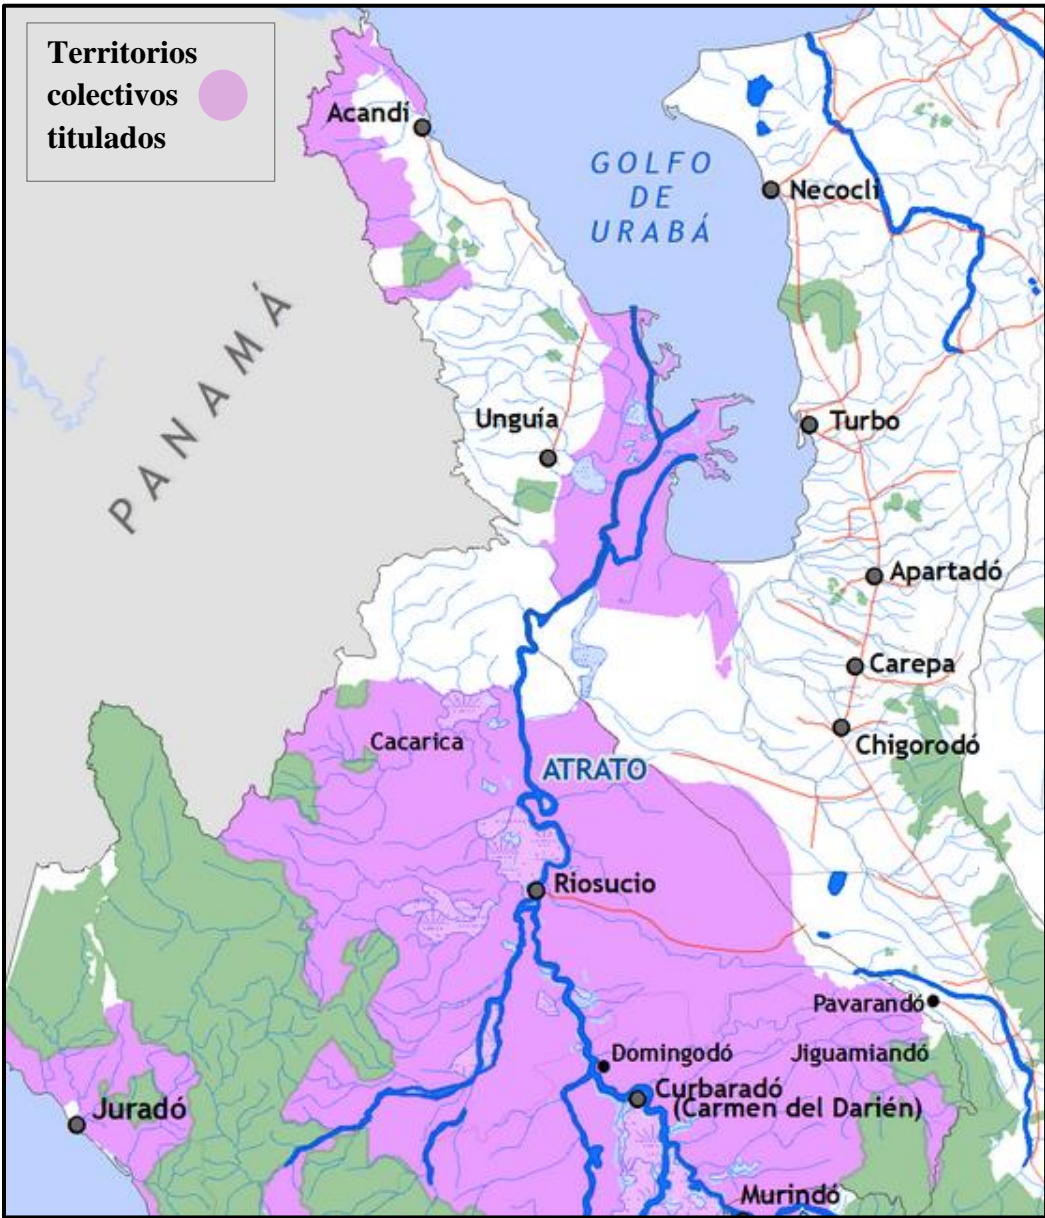 Territorios
colectivos
titulados
Acandí
GOLFO
DE
URABÁ
Necoclí
PANAMÁ
Unguía
Turbo
Apartadó
Carepa
Cacarica
Chigorodó
ATRATO
Riosucio
Pavarandó
Domingodó
Jiguamiandó
Curbaradó
(Carmen del Darién)
Juradó
Murindó